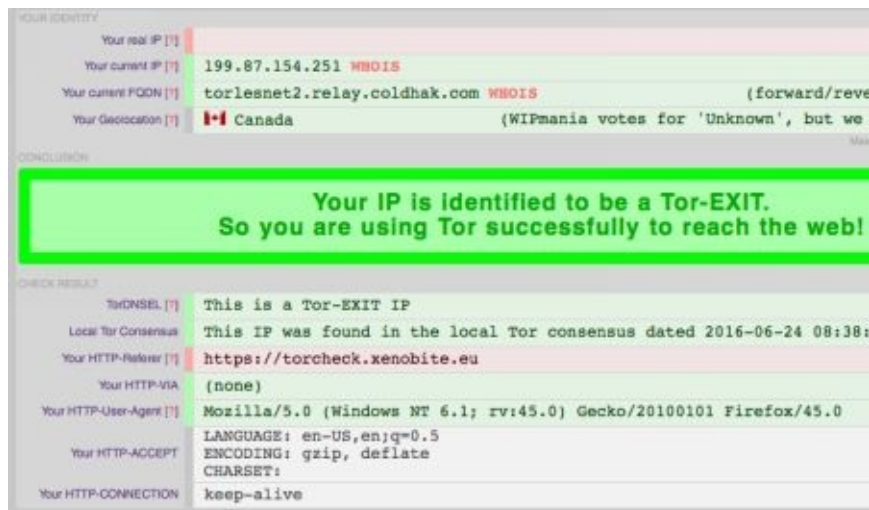 YOUR IDENTITY
Your real IP [?]
Your current IP [?] 199.87.154.251 WHOIS
Your current FQDN [?] torlesnet2.relay.coldhak.com WHOIS (forward/reve
Your Geolocation [?] Canada (WIPmania votes for 'Unknown', but we
CONCLUSION
Your IP is identified to be a Tor-EXIT.
So you are using Tor successfully to reach the web!
CHECK RESULT
TorDNSEL [?] This is a Tor-EXIT IP
Local Tor Consensus This IP was found in the local Tor consensus dated 2016-06-24 08:38:
Your HTTP-Referer [?] https://torcheck.xenobite.eu
Your HTTP-VIA (none)
Your HTTP-User-Agent [?] Mozilla/5.0 (Windows NT 6.1; rv:45.0) Gecko/20100101 Firefox/45.0
Your HTTP-ACCEPT LANGUAGE: en-US,en;q=0.5
ENCODING: gzip, deflate
CHARSET:
Your HTTP-CONNECTION keep-alive